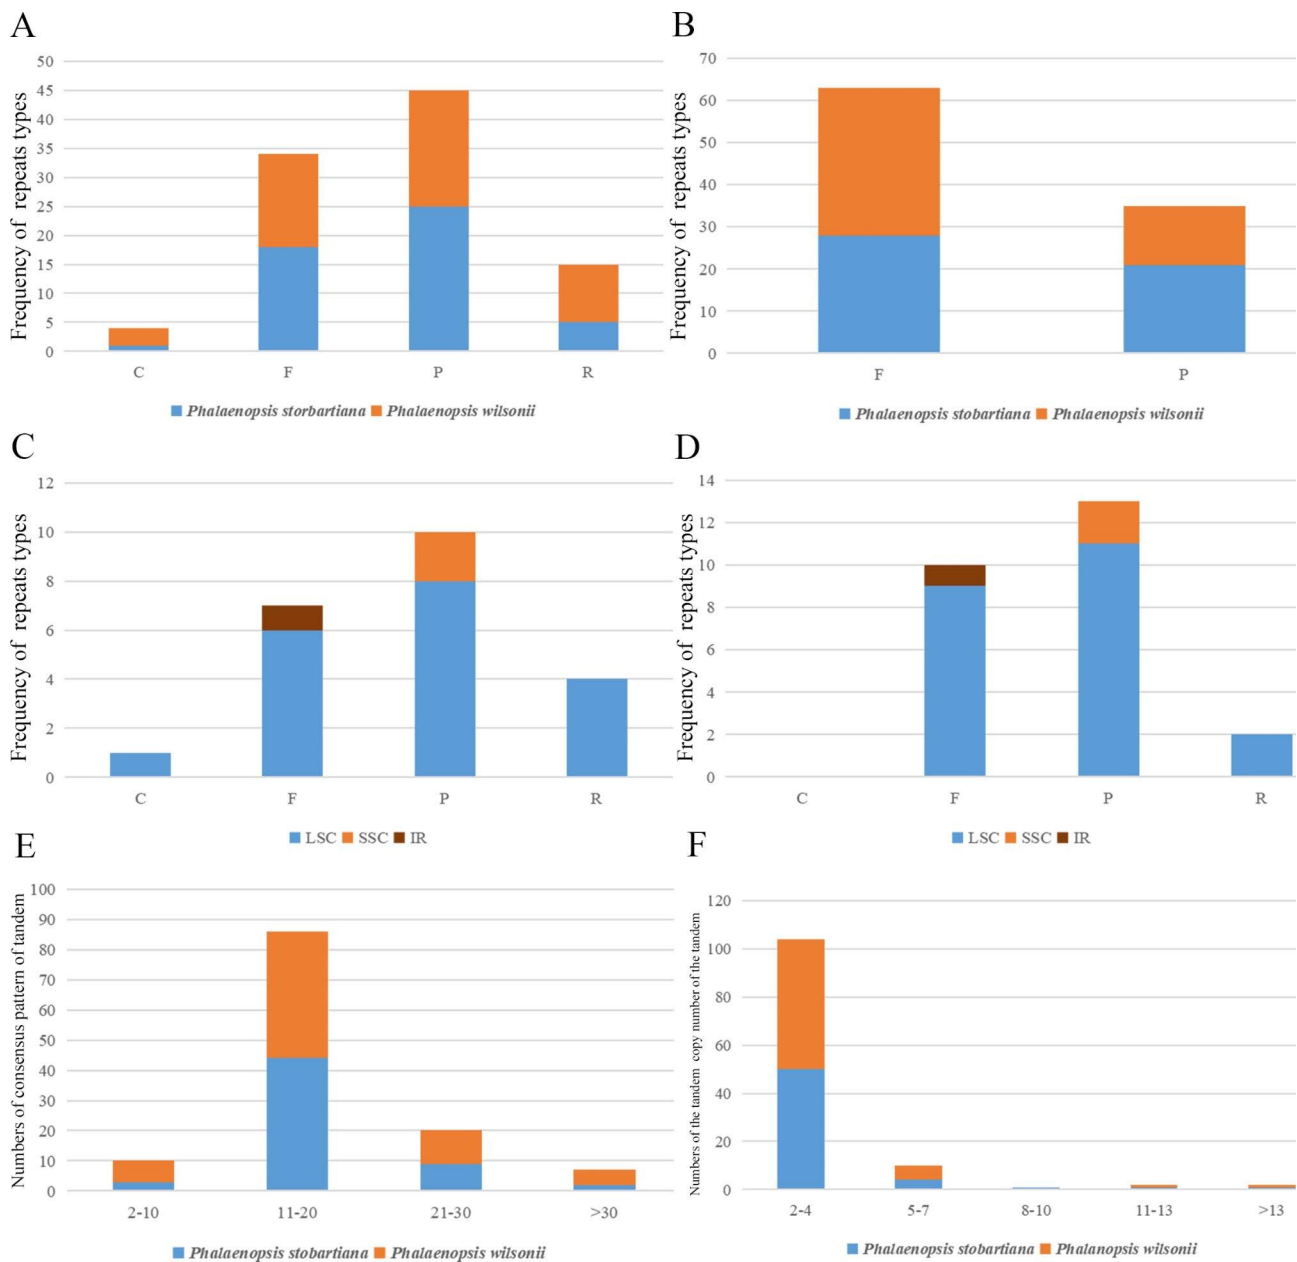 A
Frequency of repeats types
50
45
40
35
30
25
20
15
10
5
0
C F P R
Phalaenopsis storbartiana Phalaenopsis wilsonii
B
Frequency of repeats types
70
60
50
40
30
20
10
0
F P
Phalaenopsis stobartiana Phalaenopsis wilsonii
C
Frequency of repeats types
12
10
8
6
4
2
0
C F P R
LSC SSC IR
D
Frequency of repeats types
14
12
10
8
6
4
2
0
C F P R
LSC SSC IR
E
Numbers of consensus pattern of tandem
100
90
80
70
60
50
40
30
20
10
0
2-10 11-20 21-30 >30
Phalaenopsis stobartiana Phalaenopsis wilsonii
F
Numbers of the tandem copy number of the tandem
120
100
80
60
40
20
0
2-4 5-7 8-10 11-13 >13
Phalaenopsis stobartiana Phalanopsis wilsonii